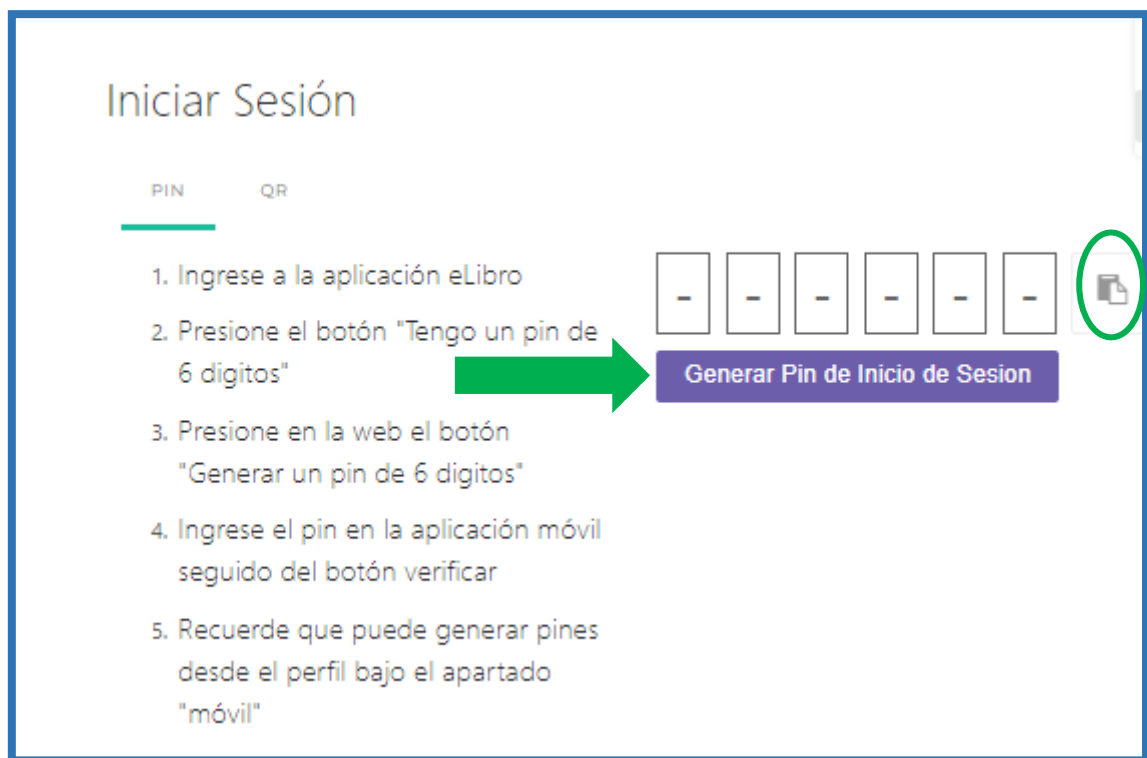 Iniciar Sesión
PIN QR
1. Ingrese a la aplicación eLibro
2. Presione el botón "Tengo un pin de
6 digitos"
3. Presione en la web el botón
"Generar un pin de 6 digitos"
4. Ingrese el pin en la aplicación móvil
seguido del botón verificar
5. Recuerde que puede generar pines
desde el perfil bajo el apartado
"móvil"
- - - - - -
Generar Pin de Inicio de Sesion